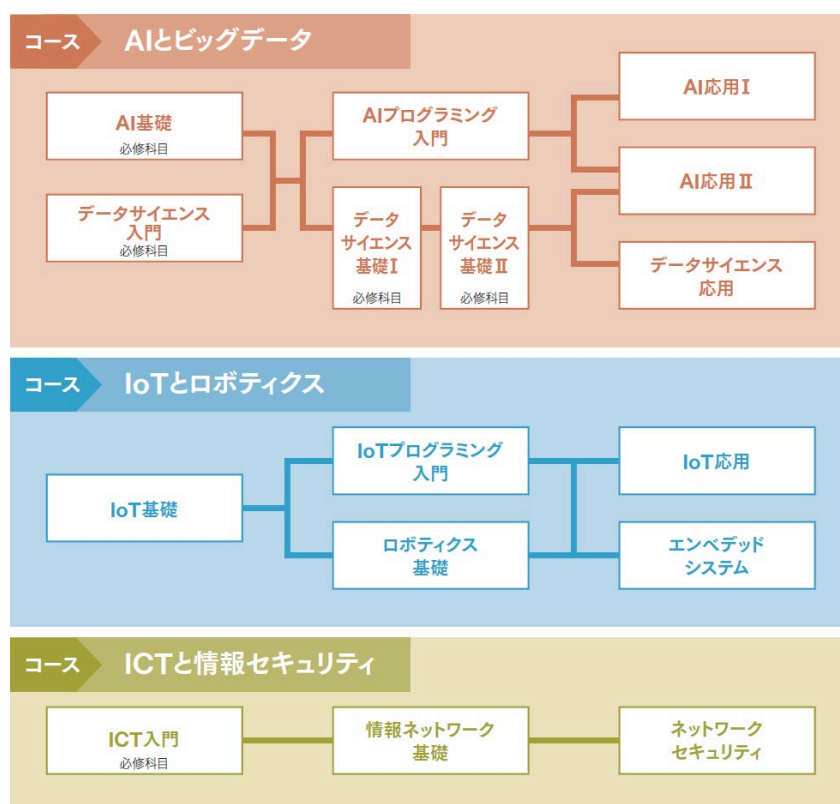 コース AIとビッグデータ
AI基礎
必修科目
データサイエンス
入門
必修科目
AIプログラミング
入門
データ
サイエンス
基礎Ⅰ
必修科目
データ
サイエンス
基礎Ⅱ
必修科目
AI応用Ⅰ
AI応用Ⅱ
データサイエンス
応用
コース IoTとロボティクス
IoT基礎
IoTプログラミング
入門
ロボティクス
基礎
IoT応用
エンベデッド
システム
コース ICTと情報セキュリティ
ICT入門
必修科目
情報ネットワーク
基礎
ネットワーク
セキュリティ